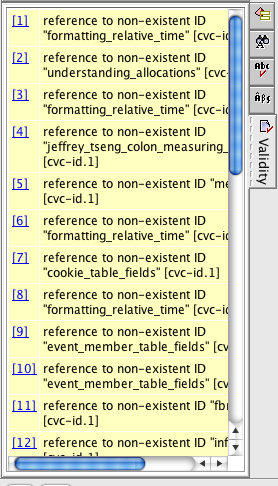 [1] reference to non-existent ID
"formatting_relative_time" [cvc-id
[2] reference to non-existent ID
"understanding_allocations" [cvc-
[3] reference to non-existent ID
"formatting_relative_time" [cvc-id
[4] reference to non-existent ID
"jeffrey_tseng_colon_measuring_
[cvc-id.1]
[5] reference to non-existent ID "me
[cvc-id.1]
[6] reference to non-existent ID
"formatting_relative_time" [cvc-id
[7] reference to non-existent ID
"cookie_table_fields" [cvc-id.1]
[8] reference to non-existent ID
"formatting_relative_time" [cvc-id
[9] reference to non-existent ID
"event_member_table_fields" [cv
[10] reference to non-existent ID
"event_member_table_fields" [cv
[11] reference to non-existent ID "fbr
[cvc-id.1]
[12] reference to non-existent ID "inf
Abc
Αβξ
Validity